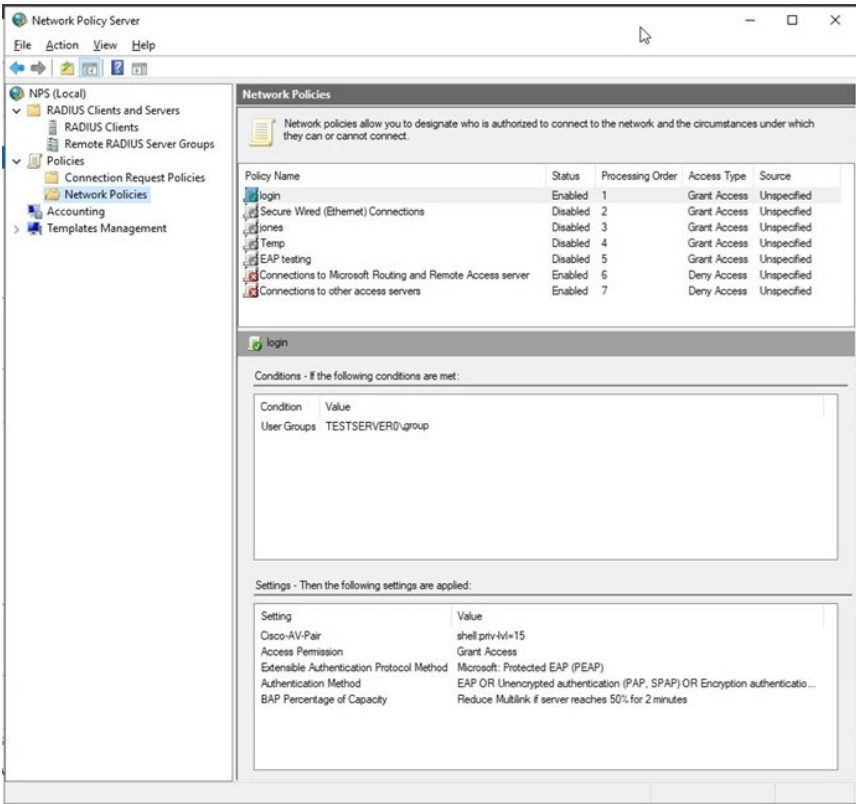 Network Policy Server
File Action View Help
NPS (Local)
RADIUS Clients and Servers
RADIUS Clients
Remote RADIUS Server Groups
Policies
Connection Request Policies
Network Policies
Accounting
Templates Management
Network Policies
Network policies allow you to designate who is authorized to connect to the network and the circumstances under which
they can or cannot connect.
Policy Name Status Processing Order Access Type Source
login Enabled 1 Grant Access Unspecified
Secure Wired (Ethernet) Connections Disabled 2 Grant Access Unspecified
jones Disabled 3 Grant Access Unspecified
Temp Disabled 4 Grant Access Unspecified
EAP testing Disabled 5 Grant Access Unspecified
Connections to Microsoft Routing and Remote Access server Enabled 6 Deny Access Unspecified
Connections to other access servers Enabled 7 Deny Access Unspecified
login
Conditions - If the following conditions are met:
Condition Value
User Groups TESTSERVER0\group
Settings - Then the following settings are applied:
Setting Value
Cisco-AV-Pair shell:priv-lvl=15
Access Permission Grant Access
Extensible Authentication Protocol Method Microsoft: Protected EAP (PEAP)
Authentication Method EAP OR Unencrypted authentication (PAP, SPAP) OR Encryption authenticatio...
BAP Percentage of Capacity Reduce Multilink if server reaches 50% for 2 minutes